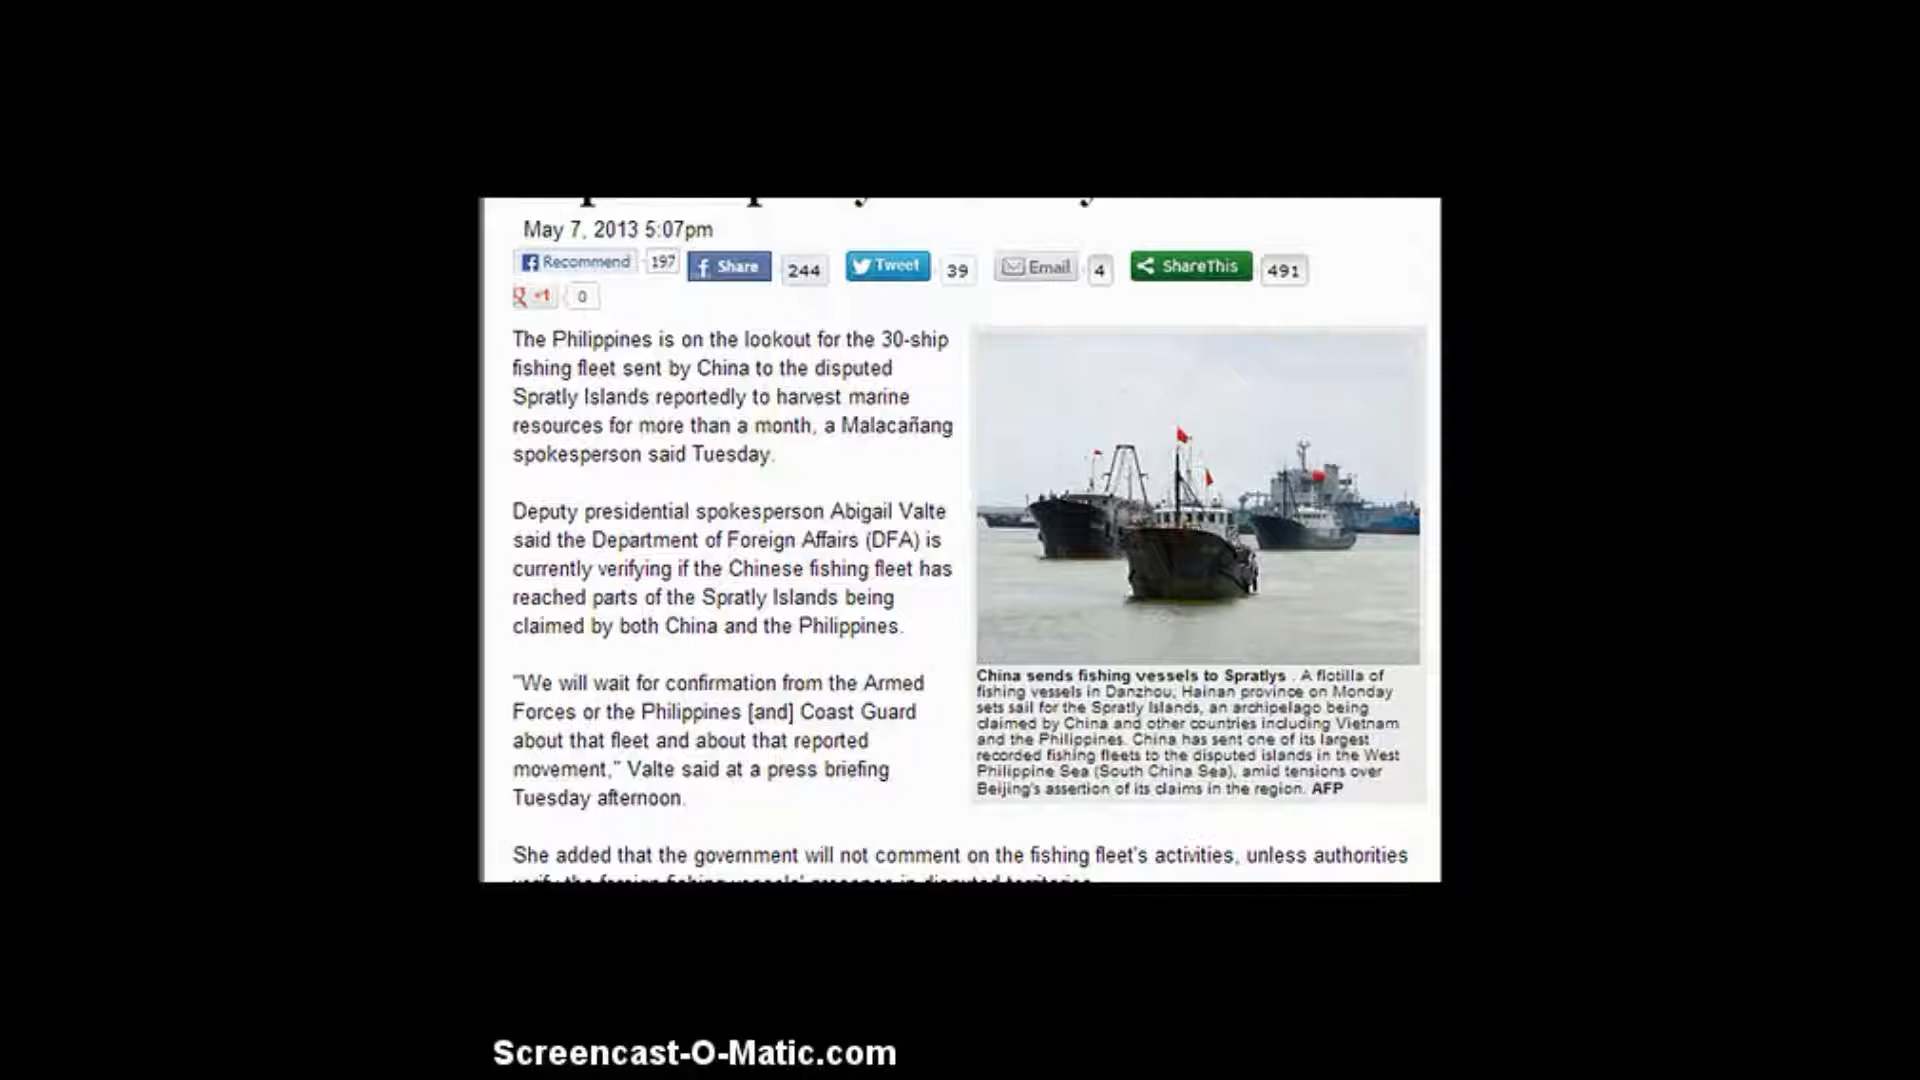 May 7, 2013 5:07pm
Recommend 197 Share 244 Tweet 39 Email 4 ShareThis 491
+1 0
The Philippines is on the lookout for the 30-ship
fishing fleet sent by China to the disputed
Spratly Islands reportedly to harvest marine
resources for more than a month, a Malacañang
spokesperson said Tuesday.
Deputy presidential spokesperson Abigail Valte
said the Department of Foreign Affairs (DFA) is
currently verifying if the Chinese fishing fleet has
reached parts of the Spratly Islands being
claimed by both China and the Philippines.
"We will wait for confirmation from the Armed
Forces or the Philippines [and] Coast Guard
about that fleet and about that reported
movement," Valte said at a press briefing
Tuesday afternoon.
China sends fishing vessels to Spratlys . A flotilla of
fishing vessels in Danzhou, Hainan province on Monday
sets sail for the Spratly Islands, an archipelago being
claimed by China and other countries including Vietnam
and the Philippines. China has sent one of its largest
recorded fishing fleets to the disputed islands in the West
Philippine Sea (South China Sea), amid tensions over
Beijing's assertion of its claims in the region. AFP
She added that the government will not comment on the fishing fleet's activities, unless authorities
verify the foreign fishing vessels' presence in disputed territories.
Screencast-O-Matic.com